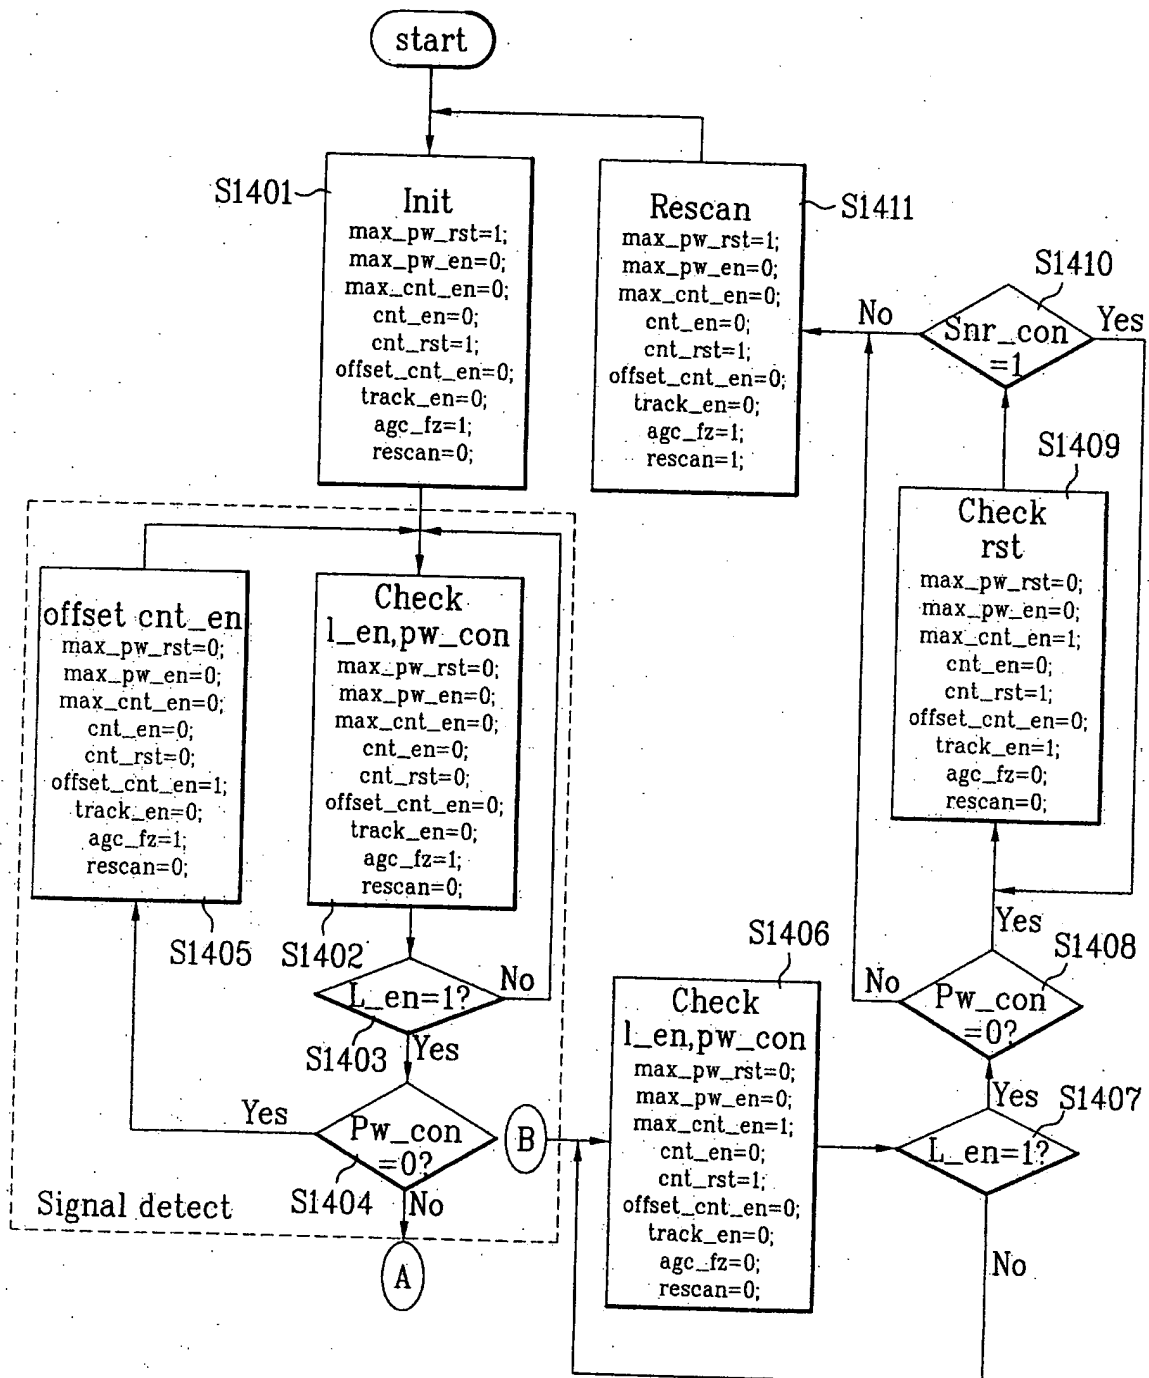 start
S1401
Init
max_pw_rst=1;
max_pw_en=0;
max_cnt_en=0;
cnt_en=0;
cnt_rst=1;
offset_cnt_en=0;
track_en=0;
agc_fz=1;
rescan=0;
Rescan
S1411
max_pw_rst=1;
max_pw_en=0;
max_cnt_en=0;
cnt_en=0;
cnt_rst=1;
offset_cnt_en=0;
track_en=0;
agc_fz=1;
rescan=1;
S1410
No
Snr_con
=1
Yes
S1409
Check
rst
max_pw_rst=0;
max_pw_en=0;
max_cnt_en=1;
cnt_en=0;
cnt_rst=1;
offset_cnt_en=0;
track_en=1;
agc_fz=0;
rescan=0;
offset cnt_en
max_pw_rst=0;
max_pw_en=0;
max_cnt_en=0;
cnt_en=0;
cnt_rst=0;
offset_cnt_en=1;
track_en=0;
agc_fz=1;
rescan=0;
S1405
Check
l_en,pw_con
max_pw_rst=0;
max_pw_en=0;
max_cnt_en=0;
cnt_en=0;
cnt_rst=0;
offset_cnt_en=0;
track_en=0;
agc_fz=1;
rescan=0;
S1402
L_en=1?
No
S1403
Yes
Yes
Pw_con
=0?
S1404
No
Signal detect
A
B
S1406
Check
l_en,pw_con
max_pw_rst=0;
max_pw_en=0;
max_cnt_en=1;
cnt_en=0;
cnt_rst=1;
offset_cnt_en=0;
track_en=0;
agc_fz=0;
rescan=0;
Yes
S1408
No
Pw_con
=0?
Yes
S1407
L_en=1?
No